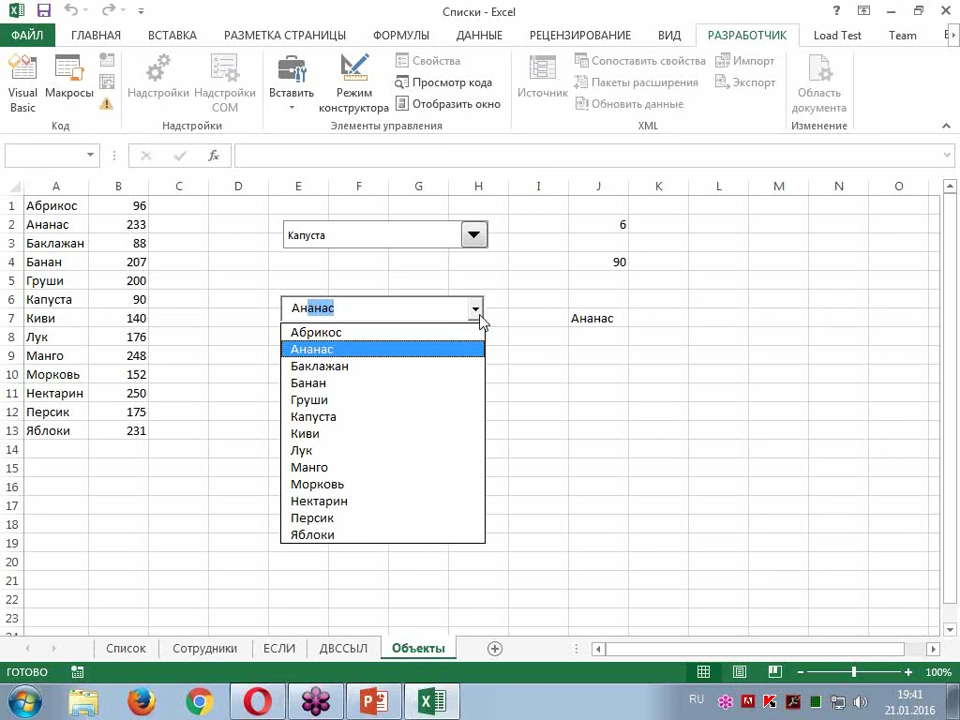 Списки - Excel
ФАЙЛ ГЛАВНАЯ ВСТАВКА РАЗМЕТКА СТРАНИЦЫ ФОРМУЛЫ ДАННЫЕ РЕЦЕНЗИРОВАНИЕ ВИД РАЗРАБОТЧИК Load Test Team
Visual Basic
Макросы
Код
Надстройки
Надстройки COM
Надстройки
Вставить
Режим конструктора
Свойства
Просмотр кода
Отобразить окно
Элементы управления
Источник
Сопоставить свойства
Пакеты расширения
Обновить данные
Импорт
Экспорт
XML
Область документа
Изменение
fx
A B C D E F G H I J K L M N O
1 Абрикос 96
2 Ананас 233 6
Капуста
3 Баклажан 88
4 Банан 207 90
5 Груши 200
6 Капуста 90
Ананас
7 Киви 140 Ананас
8 Лук 176
9 Манго 248
10 Морковь 152
11 Нектарин 250
12 Персик 175
13 Яблоки 231
14
15
16
17
18
19
20
21
22
23
Абрикос
Ананас
Баклажан
Банан
Груши
Капуста
Киви
Лук
Манго
Морковь
Нектарин
Персик
Яблоки
Список Сотрудники ЕСЛИ ДВССЫЛ Объекты
ГОТОВО 100%
RU 19:41
21.01.2016